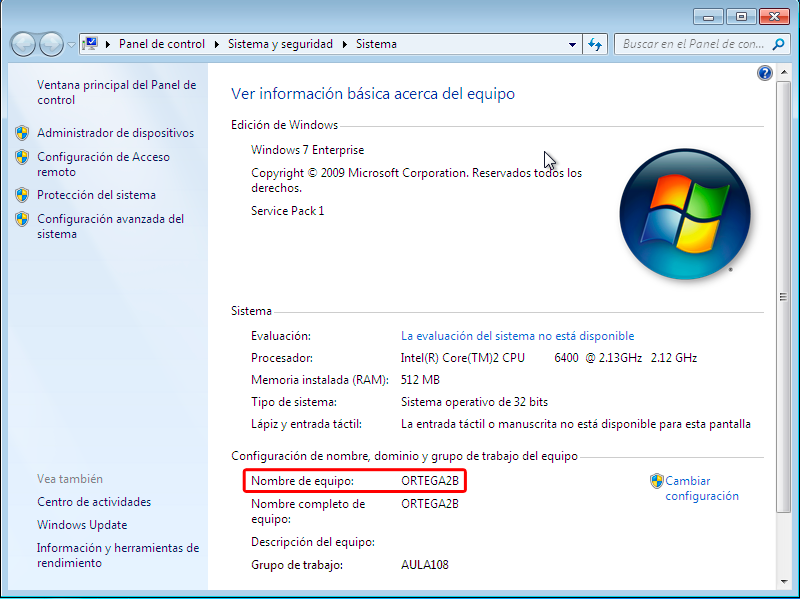 Panel de control
Sistema y seguridad
Sistema
Buscar en el Panel de con...
Ventana principal del Panel de
control
Administrador de dispositivos
Configuración de Acceso
remoto
Protección del sistema
Configuración avanzada del
sistema
Vea también
Centro de actividades
Windows Update
Información y herramientas de
rendimiento
Ver información básica acerca del equipo
Edición de Windows
Windows 7 Enterprise
Copyright © 2009 Microsoft Corporation. Reservados todos los
derechos.
Service Pack 1
Sistema
Evaluación: La evaluación del sistema no está disponible
Procesador: Intel(R) Core(TM)2 CPU 6400 @ 2.13GHz 2.12 GHz
Memoria instalada (RAM): 512 MB
Tipo de sistema: Sistema operativo de 32 bits
Lápiz y entrada táctil: La entrada táctil o manuscrita no está disponible para esta pantalla
Configuración de nombre, dominio y grupo de trabajo del equipo
Nombre de equipo: ORTEGA2B
Cambiar
configuración
Nombre completo de ORTEGA2B
equipo:
Descripción del equipo:
Grupo de trabajo: AULA108